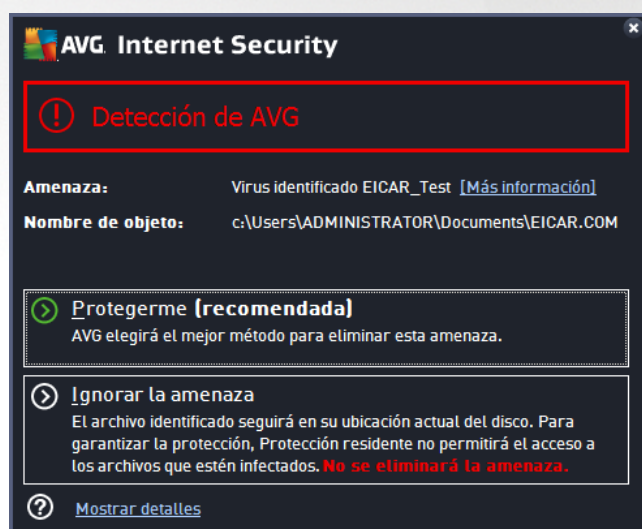 AVG. Internet Security
Detección de AVG
Amenaza: Virus identificado EICAR_Test [Más información]
Nombre de objeto: c:\Users\ADMINISTRATOR\Documents\EICAR.COM
Protegerme (recomendada)
AVG elegirá el mejor método para eliminar esta amenaza.
Ignorar la amenaza
El archivo identificado seguirá en su ubicación actual del disco. Para
garantizar la protección, Protección residente no permitirá el acceso a
los archivos que estén infectados. No se eliminará la amenaza.
Mostrar detalles